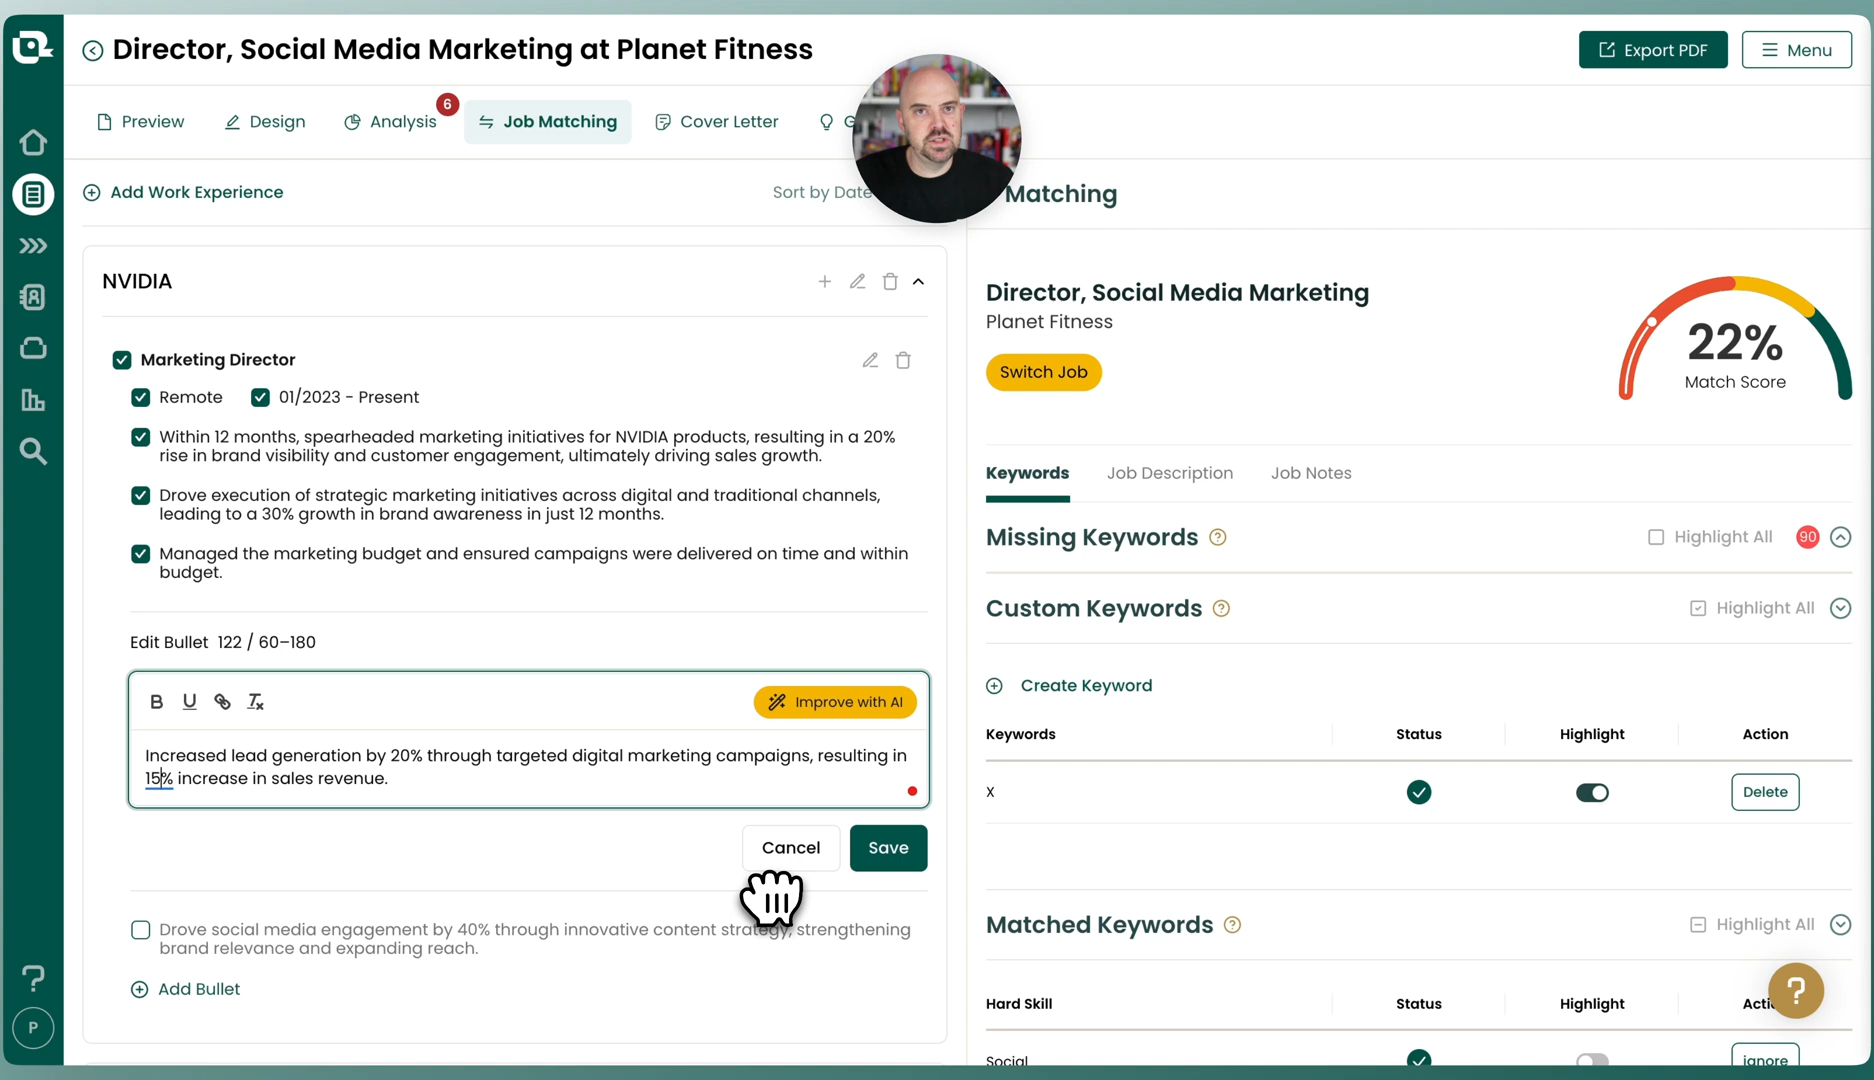 Director, Social Media Marketing at Planet Fitness
Export PDF
Menu
Preview
Design
Analysis
6
Job Matching
Cover Letter
G
Add Work Experience
Sort by Date
Matching
NVIDIA
Marketing Director
Remote
01/2023 - Present
Within 12 months, spearheaded marketing initiatives for NVIDIA products, resulting in a 20%
rise in brand visibility and customer engagement, ultimately driving sales growth.
Drove execution of strategic marketing initiatives across digital and traditional channels,
leading to a 30% growth in brand awareness in just 12 months.
Managed the marketing budget and ensured campaigns were delivered on time and within
budget.
Edit Bullet 122 / 60–180
B U
Improve with AI
Increased lead generation by 20% through targeted digital marketing campaigns, resulting in
15% increase in sales revenue.
Cancel
Save
Drove social media engagement by 40% through innovative content strategy, strengthening
brand relevance and expanding reach.
Add Bullet
P
Director, Social Media Marketing
Planet Fitness
Switch Job
22%
Match Score
Keywords
Job Description
Job Notes
Missing Keywords
Highlight All
90
Custom Keywords
Highlight All
Create Keyword
Keywords Status Highlight Action
X
Delete
Matched Keywords
Highlight All
Hard Skill Status Highlight Acti
Social
ignore